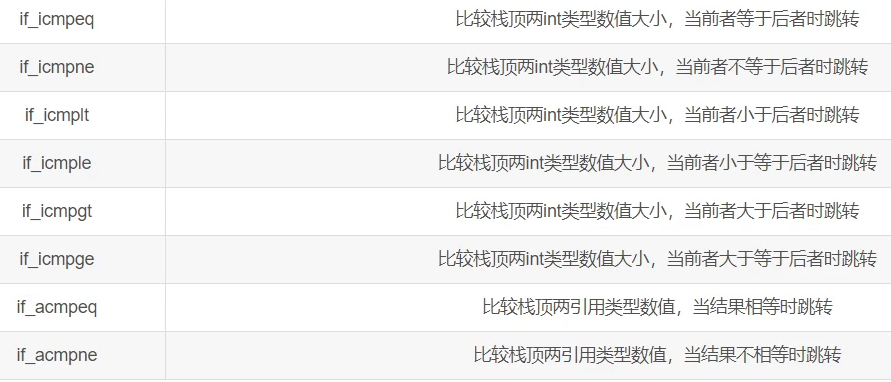 if_icmpeq 比较栈顶两int类型数值大小，当前者等于后者时跳转
if_icmpne 比较栈顶两int类型数值大小，当前者不等于后者时跳转
if_icmplt 比较栈顶两int类型数值大小，当前者小于后者时跳转
if_icmple 比较栈顶两int类型数值大小，当前者小于等于后者时跳转
if_icmpgt 比较栈顶两int类型数值大小，当前者大于后者时跳转
if_icmpge 比较栈顶两int类型数值大小，当前者大于等于后者时跳转
if_acmpeq 比较栈顶两引用类型数值，当结果相等时跳转
if_acmpne 比较栈顶两引用类型数值，当结果不相等时跳转